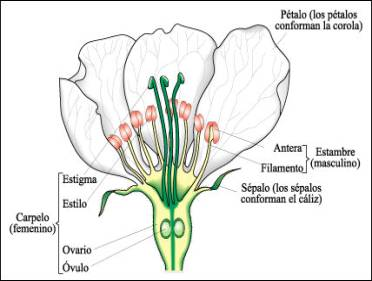 Pétalo (los pétalos
conforman la corola)
Antera
Filamento
Estambre
(masculino)
Sépalo (los sépalos
conforman el cáliz)
Carpelo
(femenino)
Estigma
Estilo
Ovario
Óvulo